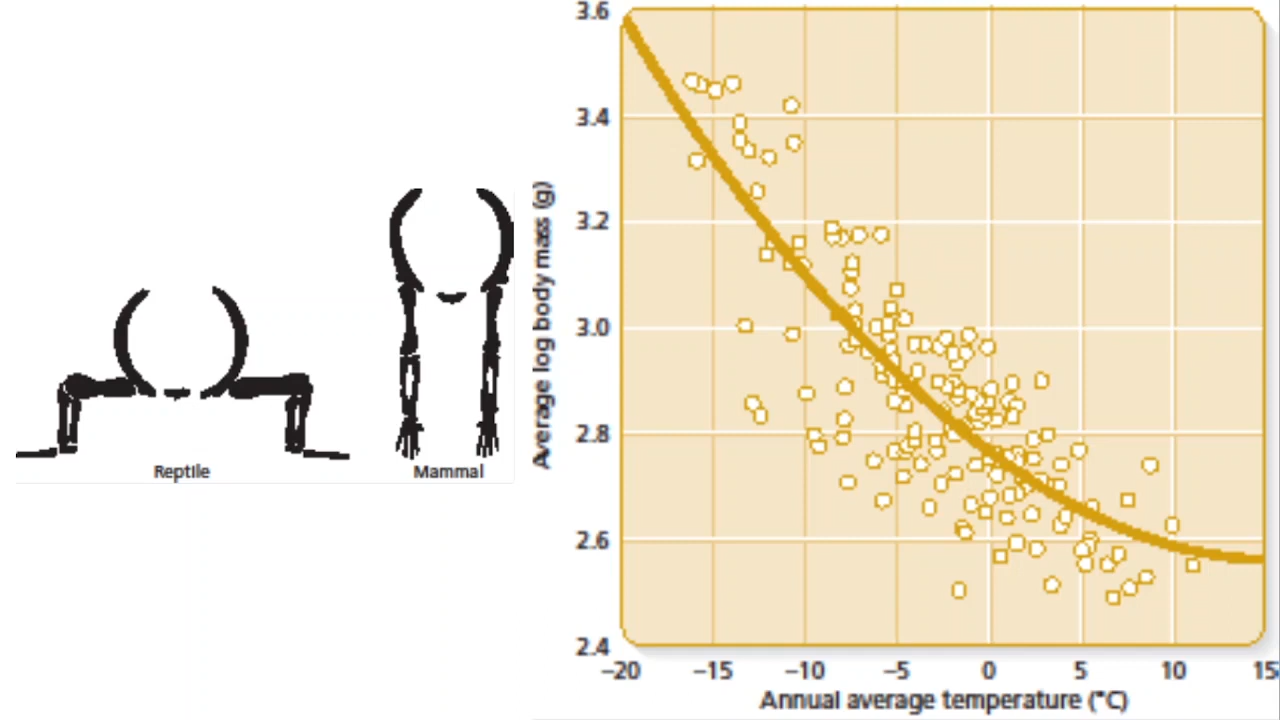 Reptile
Mammal
Average log body mass (g)
3.6
3.4
3.2
3.0
2.8
2.6
2.4
−20 −15 −10 −5 0 5 10 15
Annual average temperature (°C)